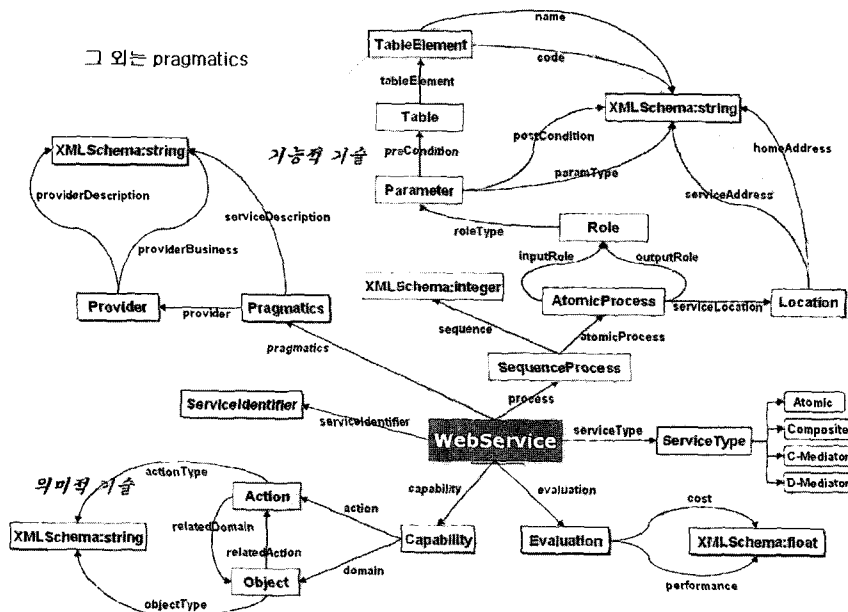 name
TableElement
code
그 외는 pragmatics
tableElement
XMLSchema:string
Table
postCondition
XMLSchema:string
기능적 기술
preCondition
homeAddress
providerDescription
Parameter
paramType
serviceDescription
serviceAddress
roleType
Role
providerBusiness
inputRole
outputRole
XMLSchema:integer
Provider
provider
Pragmatics
AtomicProcess
serviceLocation
Location
sequence
atomicProcess
pragmatics
SequenceProcess
process
ServiceIdentifier
serviceIdentifier
WebService
serviceType
ServiceType
Atomic
Composite
C-Mediator
D-Mediator
actionType
의미적 기술
Action
action
capability
evaluation
cost
XMLSchema:string
relatedDomain
relatedAction
Capability
Evaluation
XMLSchema:float
Object
domain
objectType
performance